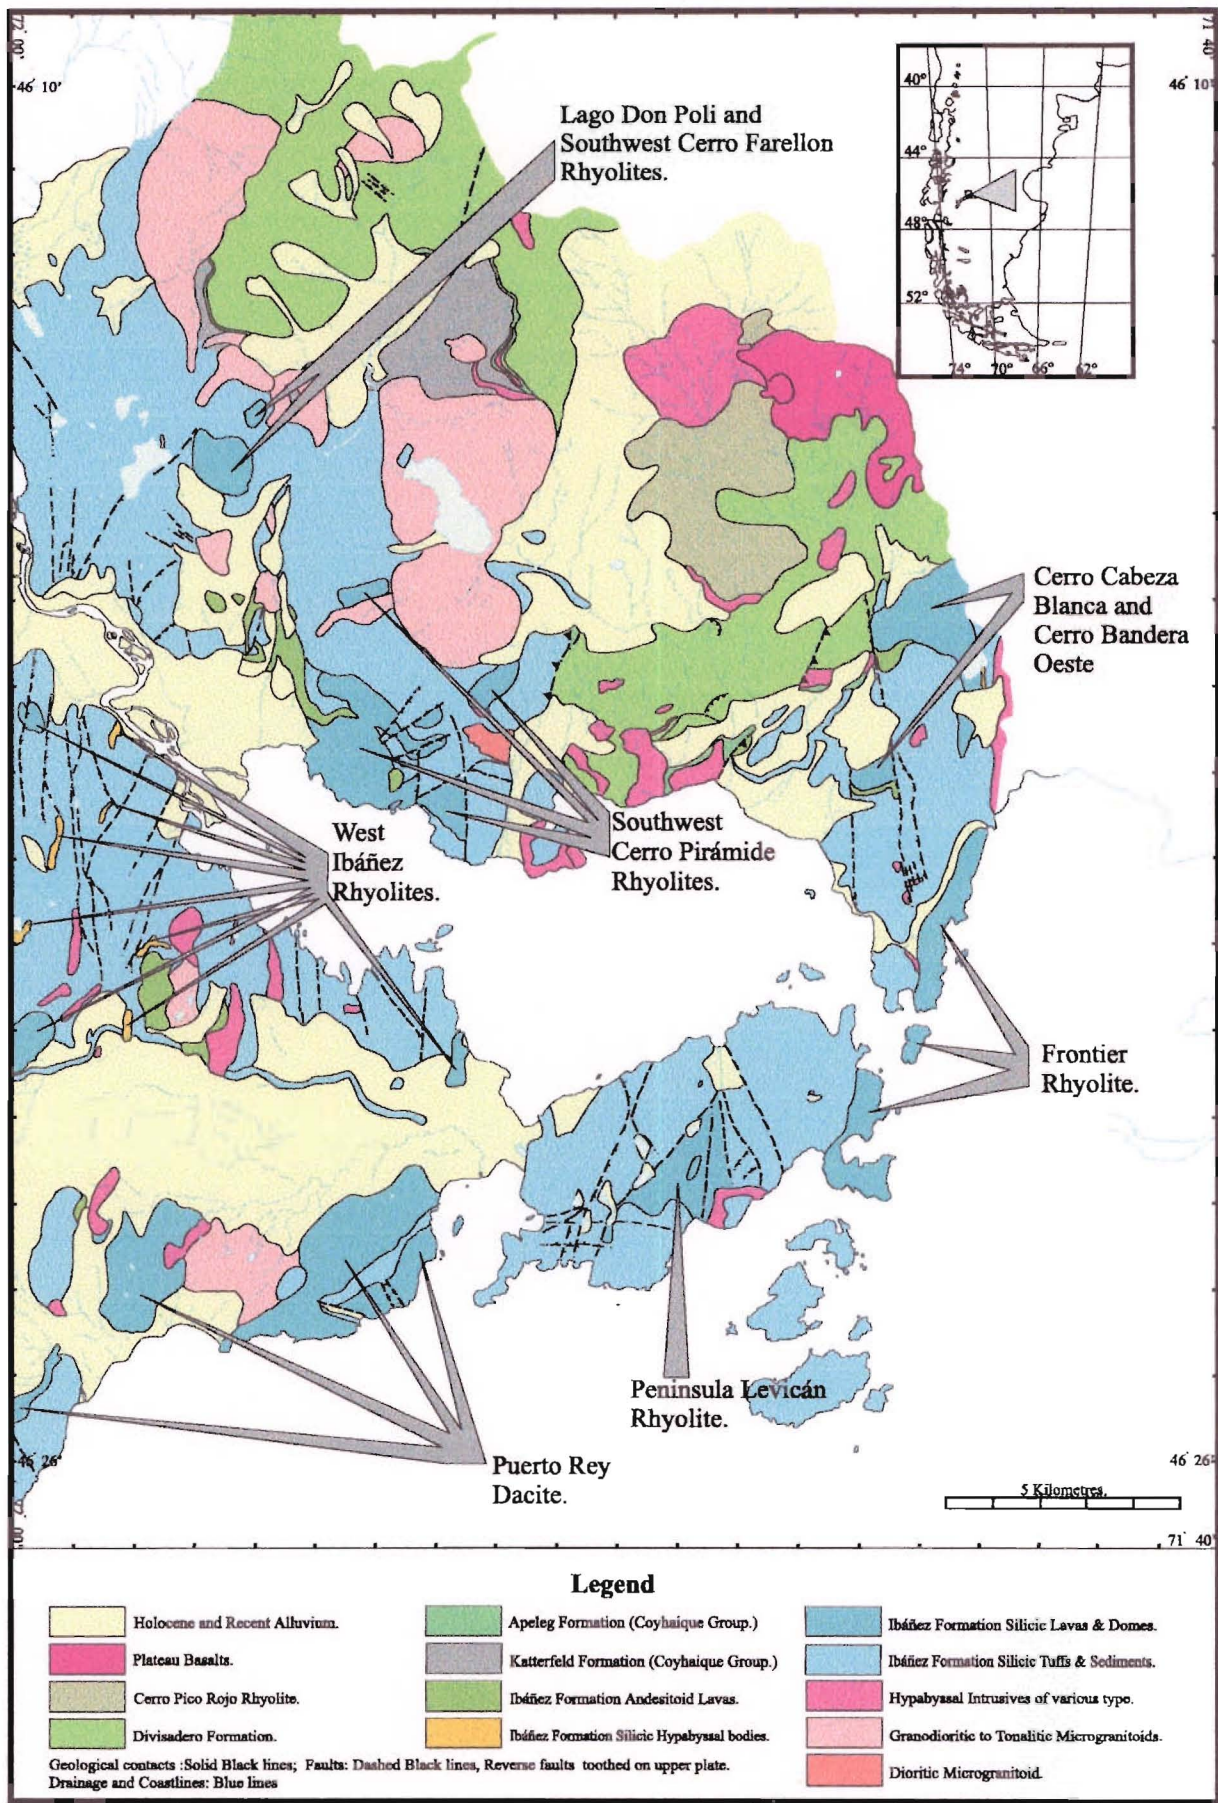 72° 00'
71° 40'
46° 10'
46° 10'
40°
44°
48°
52°
74° 70° 66° 62°
Lago Don Poli and
Southwest Cerro Farellon
Rhyolites.
Cerro Cabeza
Blanca and
Cerro Bandera
Oeste
West
Ibáñez
Rhyolites.
Southwest
Cerro Pirámide
Rhyolites.
Frontier
Rhyolite.
Peninsula Levicán
Rhyolite.
Puerto Rey
Dacite.
46° 26'
46° 26'
5 Kilometres.
72° 00'
71° 40'
Legend
Holocene and Recent Alluvium.
Plateau Basalts.
Cerro Pico Rojo Rhyolite.
Divisadero Formation.
Apeleg Formation (Coyhaique Group.)
Katterfeld Formation (Coyhaique Group.)
Ibáñez Formation Andesitoid Lavas.
Ibáñez Formation Silicic Hypabyssal bodies.
Ibáñez Formation Silicic Lavas & Domes.
Ibáñez Formation Silicic Tuffs & Sediments.
Hypabyssal Intrusives of various type.
Granodioritic to Tonalitic Microgranitoids.
Dioritic Microgranitoid.
Geological contacts :Solid Black lines; Faults: Dashed Black lines, Reverse faults toothed on upper plate.
Drainage and Coastlines: Blue lines